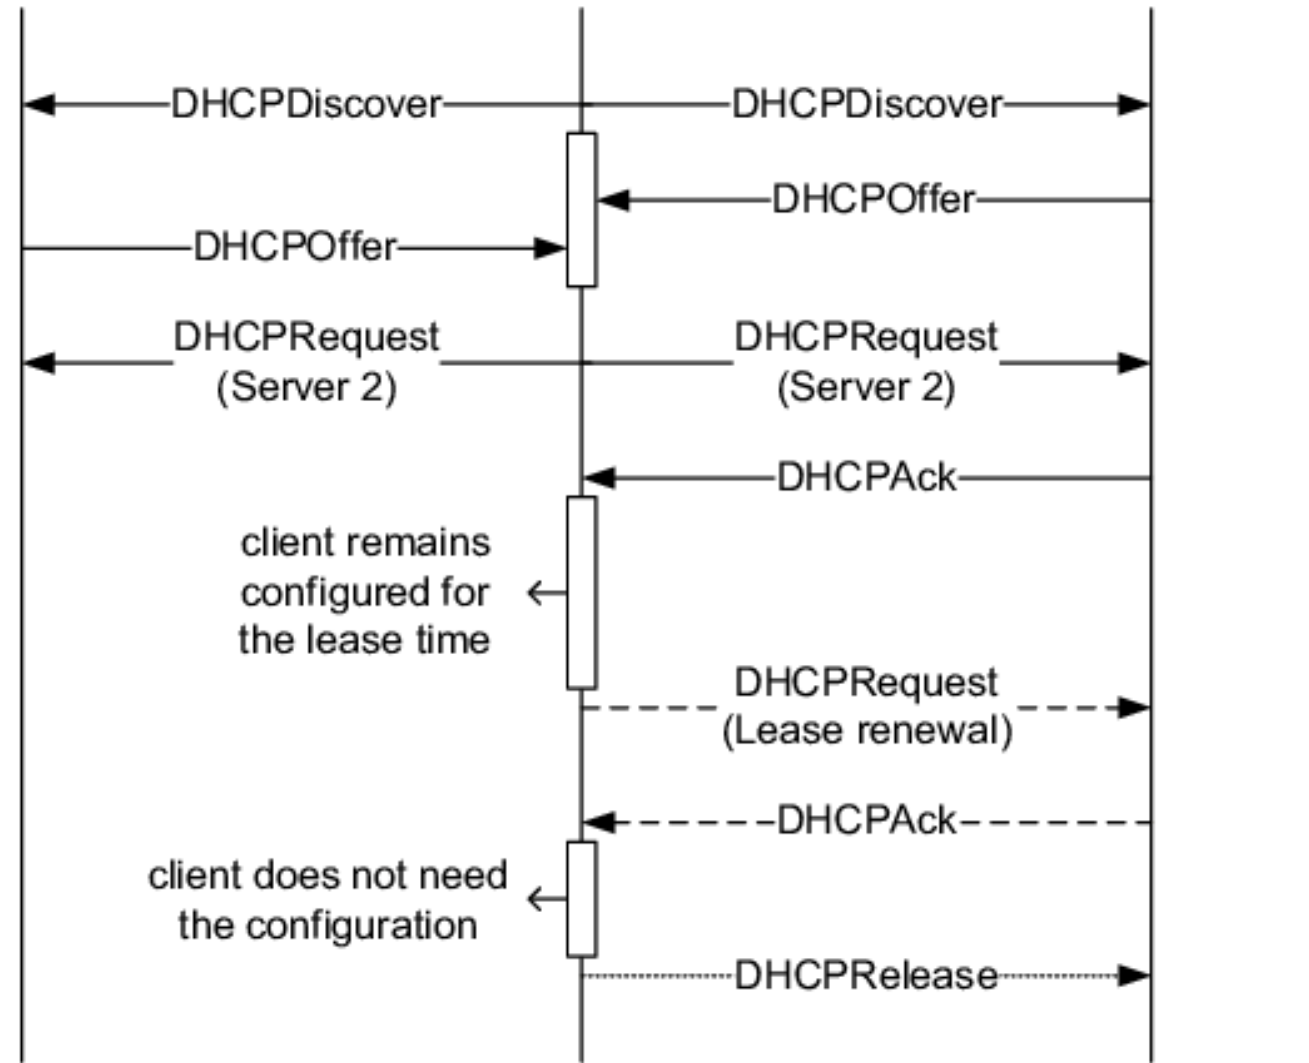 DHCPDiscover
DHCPDiscover
DHCPOffer
DHCPOffer
DHCPRequest
(Server 2)
DHCPRequest
(Server 2)
DHCPAck
client remains
configured for
the lease time
DHCPRequest
(Lease renewal)
DHCPAck
client does not need
the configuration
DHCPRelease